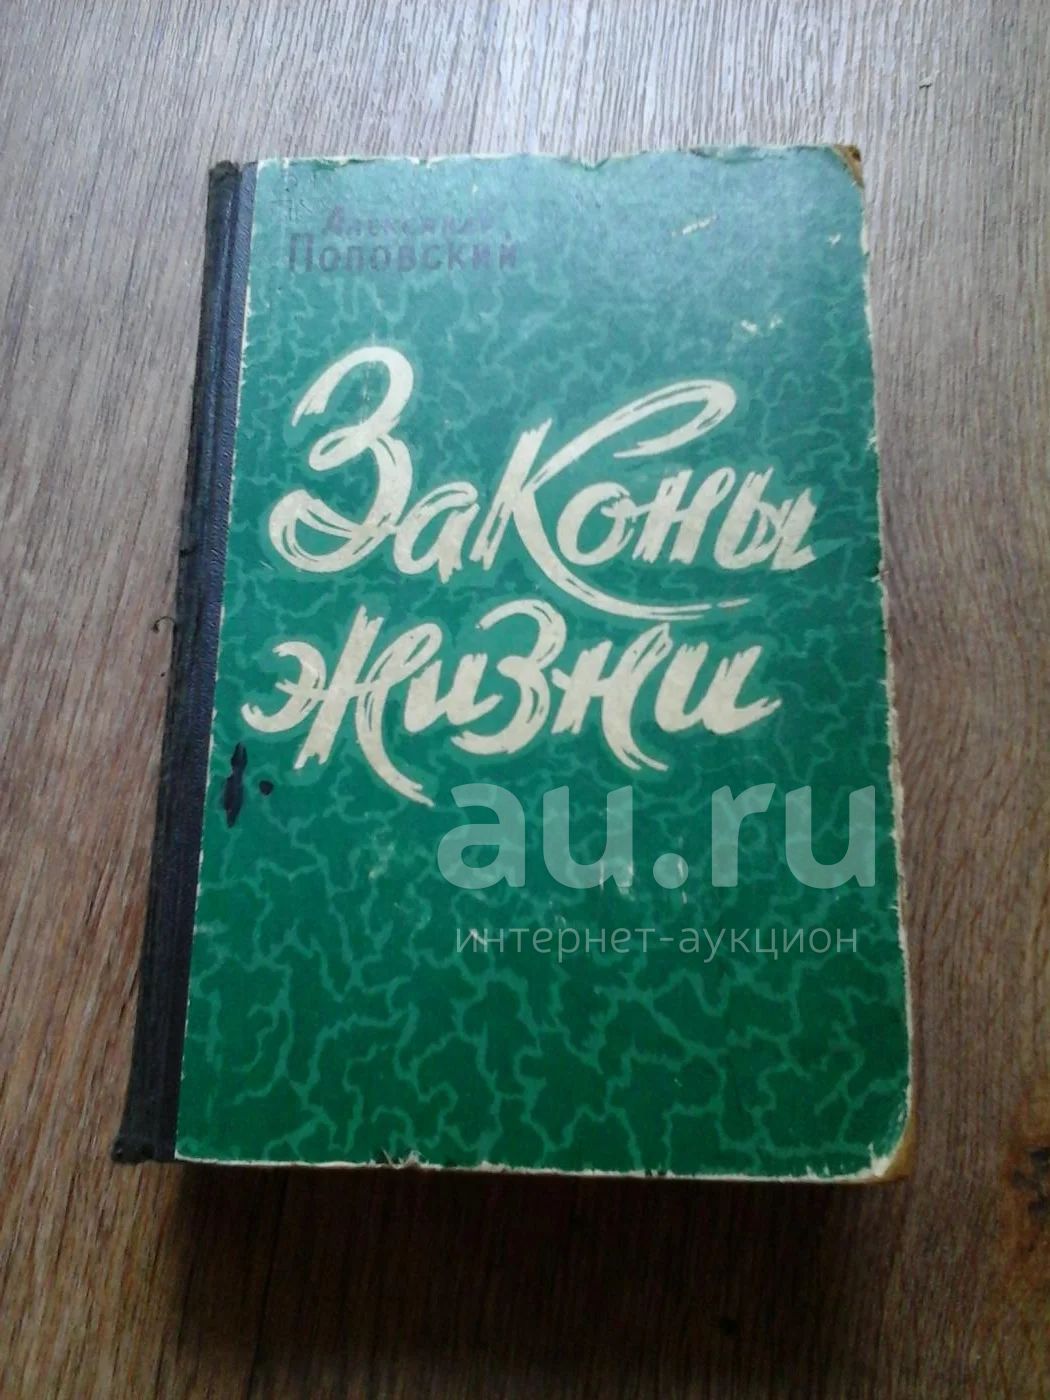 Александр
Поповский
Законы
жизни
au.ru
интернет-аукцион